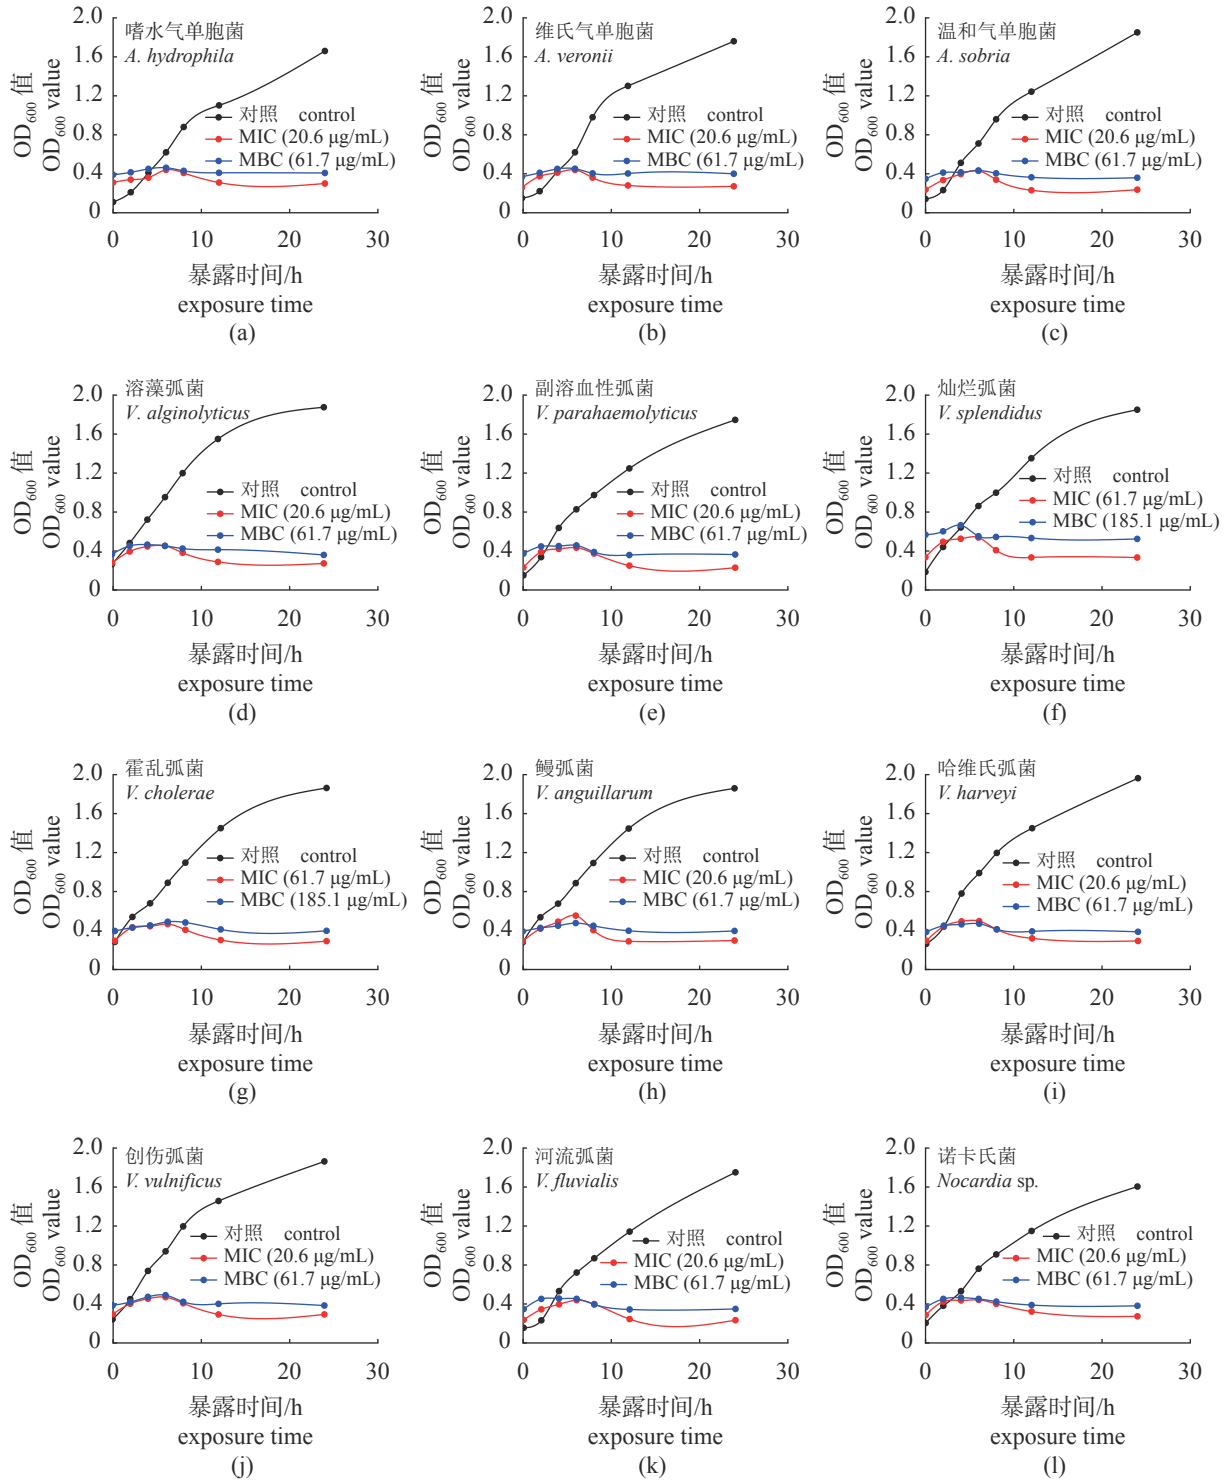 2.0
1.6
1.2
0.8
0.4
0
OD₆₀₀ 值
OD₆₀₀ value
嗜水气单胞菌
A. hydrophila
对照 control
MIC (20.6 μg/mL)
MBC (61.7 μg/mL)
0 10 20 30
暴露时间/h
exposure time
(a)
2.0
1.6
1.2
0.8
0.4
0
OD₆₀₀ 值
OD₆₀₀ value
维氏气单胞菌
A. veronii
对照 control
MIC (20.6 μg/mL)
MBC (61.7 μg/mL)
0 10 20 30
暴露时间/h
exposure time
(b)
2.0
1.6
1.2
0.8
0.4
0
OD₆₀₀ 值
OD₆₀₀ value
温和气单胞菌
A. sobria
对照 control
MIC (20.6 μg/mL)
MBC (61.7 μg/mL)
0 10 20 30
暴露时间/h
exposure time
(c)
2.0
1.6
1.2
0.8
0.4
0
OD₆₀₀ 值
OD₆₀₀ value
溶藻弧菌
V. alginolyticus
对照 control
MIC (20.6 μg/mL)
MBC (61.7 μg/mL)
0 10 20 30
暴露时间/h
exposure time
(d)
2.0
1.6
1.2
0.8
0.4
0
OD₆₀₀ 值
OD₆₀₀ value
副溶血性弧菌
V. parahaemolyticus
对照 control
MIC (20.6 μg/mL)
MBC (61.7 μg/mL)
0 10 20 30
暴露时间/h
exposure time
(e)
2.0
1.6
1.2
0.8
0.4
0
OD₆₀₀ 值
OD₆₀₀ value
灿烂弧菌
V. splendidus
对照 control
MIC (61.7 μg/mL)
MBC (185.1 μg/mL)
0 10 20 30
暴露时间/h
exposure time
(f)
2.0
1.6
1.2
0.8
0.4
0
OD₆₀₀ 值
OD₆₀₀ value
霍乱弧菌
V. cholerae
对照 control
MIC (61.7 μg/mL)
MBC (185.1 μg/mL)
0 10 20 30
暴露时间/h
exposure time
(g)
2.0
1.6
1.2
0.8
0.4
0
OD₆₀₀ 值
OD₆₀₀ value
鳗弧菌
V. anguillarum
对照 control
MIC (20.6 μg/mL)
MBC (61.7 μg/mL)
0 10 20 30
暴露时间/h
exposure time
(h)
2.0
1.6
1.2
0.8
0.4
0
OD₆₀₀ 值
OD₆₀₀ value
哈维氏弧菌
V. harveyi
对照 control
MIC (20.6 μg/mL)
MBC (61.7 μg/mL)
0 10 20 30
暴露时间/h
exposure time
(i)
2.0
1.6
1.2
0.8
0.4
0
OD₆₀₀ 值
OD₆₀₀ value
创伤弧菌
V. vulnificus
对照 control
MIC (20.6 μg/mL)
MBC (61.7 μg/mL)
0 10 20 30
暴露时间/h
exposure time
(j)
2.0
1.6
1.2
0.8
0.4
0
OD₆₀₀ 值
OD₆₀₀ value
河流弧菌
V. fluvialis
对照 control
MIC (20.6 μg/mL)
MBC (61.7 μg/mL)
0 10 20 30
暴露时间/h
exposure time
(k)
2.0
1.6
1.2
0.8
0.4
0
OD₆₀₀ 值
OD₆₀₀ value
诺卡氏菌
Nocardia sp.
对照 control
MIC (20.6 μg/mL)
MBC (61.7 μg/mL)
0 10 20 30
暴露时间/h
exposure time
(l)